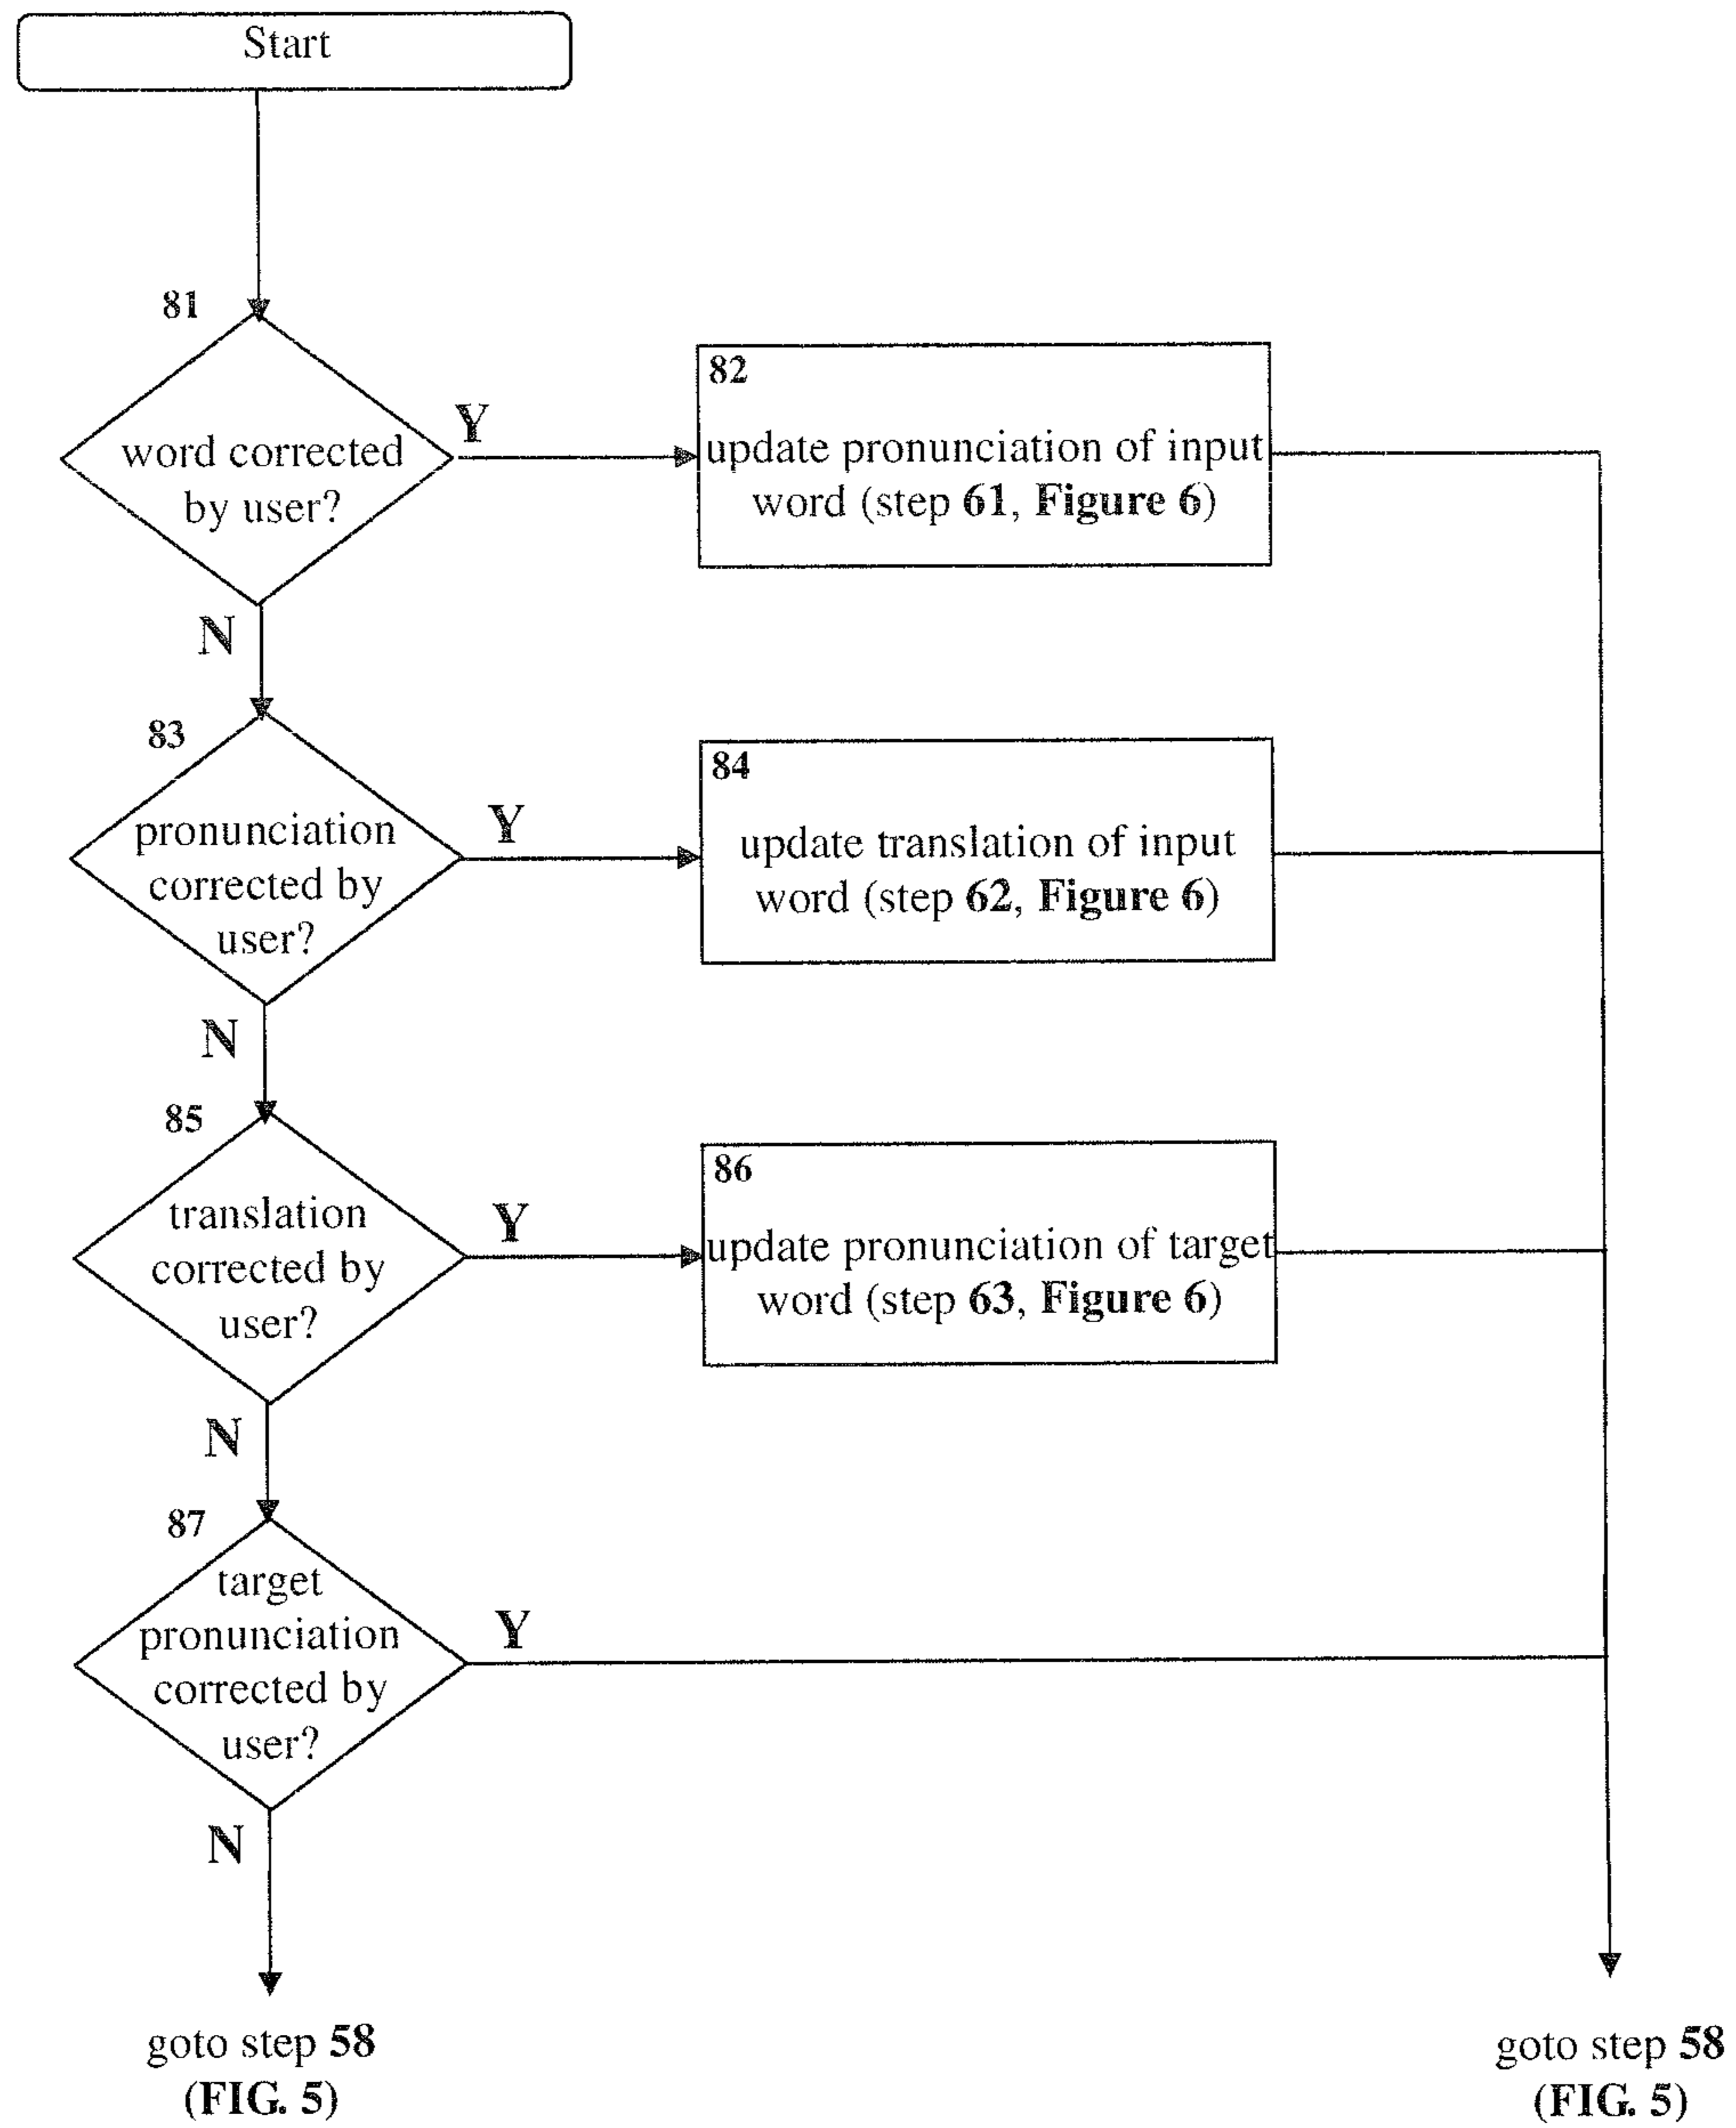 Start
81
word corrected
by user?
Y
82
update pronunciation of input
word (step 61, Figure 6)
N
83
pronunciation
corrected by
user?
Y
84
update translation of input
word (step 62, Figure 6)
N
85
translation
corrected by
user?
Y
86
update pronunciation of target
word (step 63, Figure 6)
N
87
target
pronunciation
corrected by
user?
Y
N
goto step 58
(FIG. 5)
goto step 58
(FIG. 5)